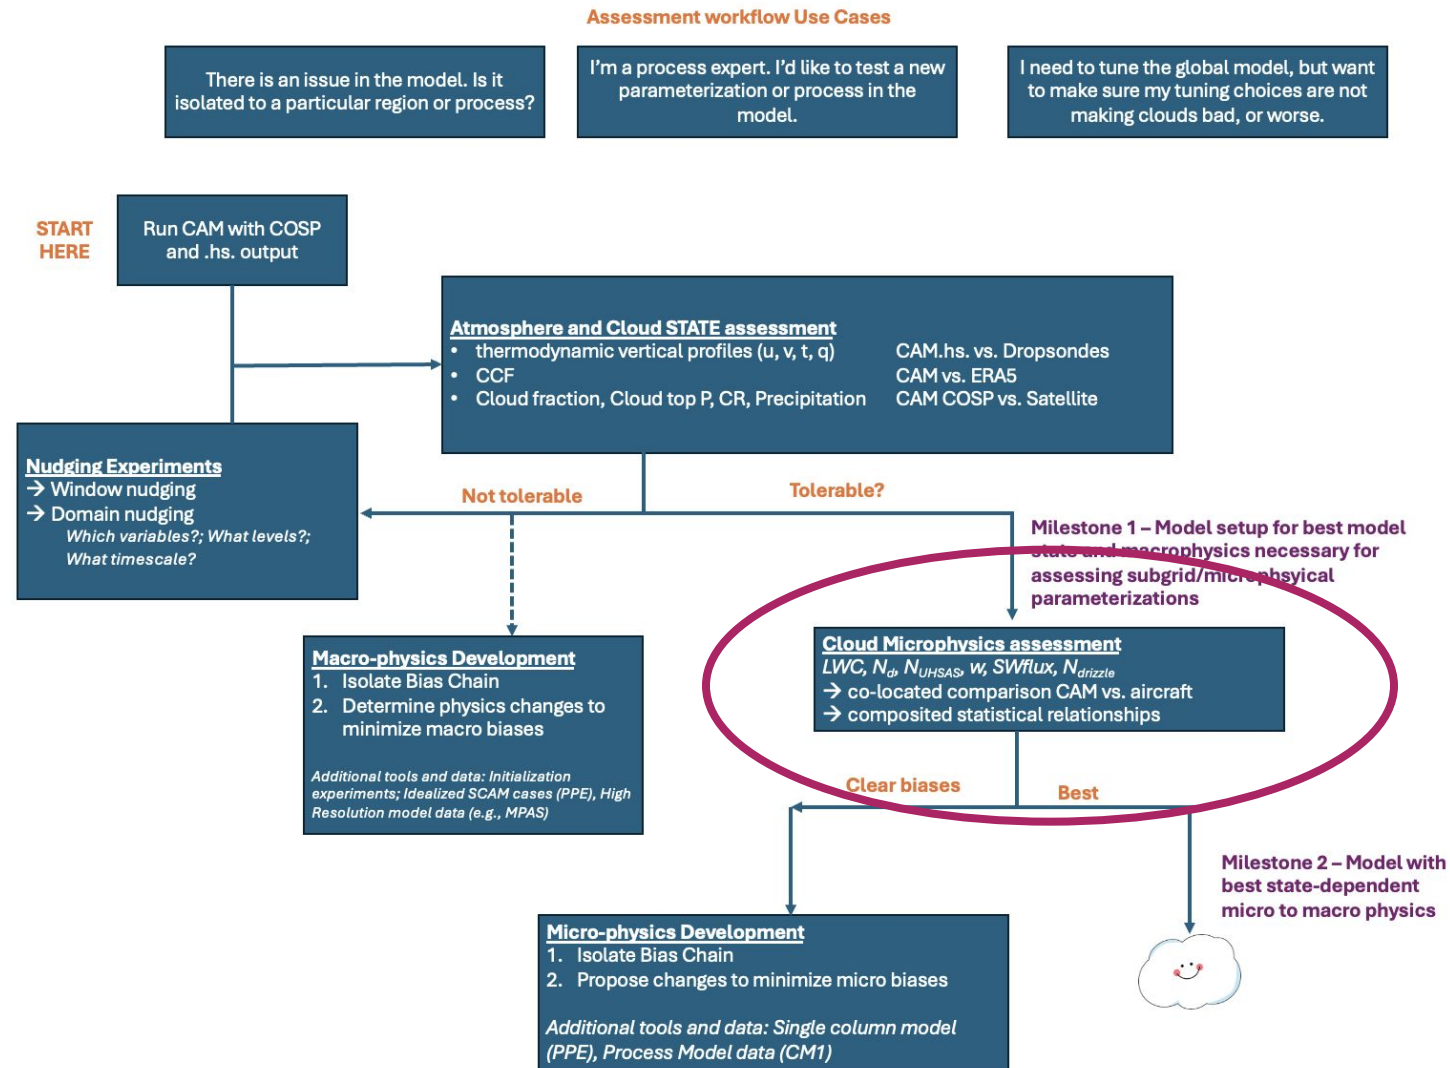 Assessment workflow Use Cases
There is an issue in the model. Is it
isolated to a particular region or process?
I'm a process expert. I'd like to test a new
parameterization or process in the
model.
I need to tune the global model, but want
to make sure my tuning choices are not
making clouds bad, or worse.
START
HERE
Run CAM with COSP
and .hs. output
Atmosphere and Cloud STATE assessment
• thermodynamic vertical profiles (u, v, t, q) CAM.hs. vs. Dropsondes
• CCF CAM vs. ERA5
• Cloud fraction, Cloud top P, CR, Precipitation CAM COSP vs. Satellite
Nudging Experiments
→ Window nudging
→ Domain nudging
Which variables?; What levels?;
What timescale?
Not tolerable
Tolerable?
Milestone 1 – Model setup for best model
state and macrophysics necessary for
assessing subgrid/microphsyical
parameterizations
Macro-physics Development
1. Isolate Bias Chain
2. Determine physics changes to
minimize macro biases
Additional tools and data: Initialization
experiments; Idealized SCAM cases (PPE), High
Resolution model data (e.g., MPAS)
Cloud Microphysics assessment
LWC, Nd, NUHSAS, w, SWflux, Ndrizzle
→ co-located comparison CAM vs. aircraft
→ composited statistical relationships
Clear biases
Best
Milestone 2 – Model with
best state-dependent
micro to macro physics
Micro-physics Development
1. Isolate Bias Chain
2. Propose changes to minimize micro biases
Additional tools and data: Single column model
(PPE), Process Model data (CM1)